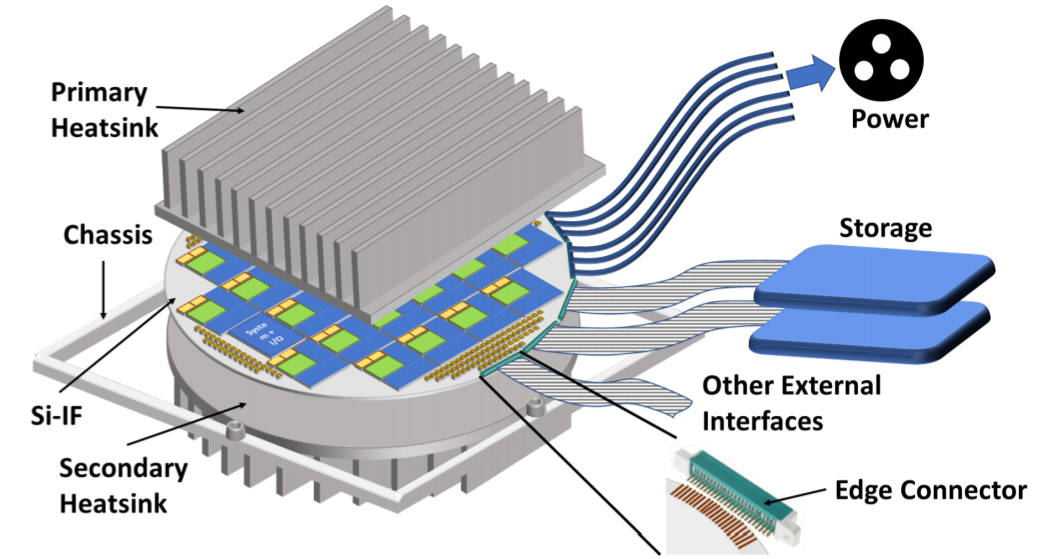 Primary
Heatsink
Power
Chassis
Storage
Syste
m +
I/O
Si-IF
Other External
Interfaces
Secondary
Heatsink
Edge Connector